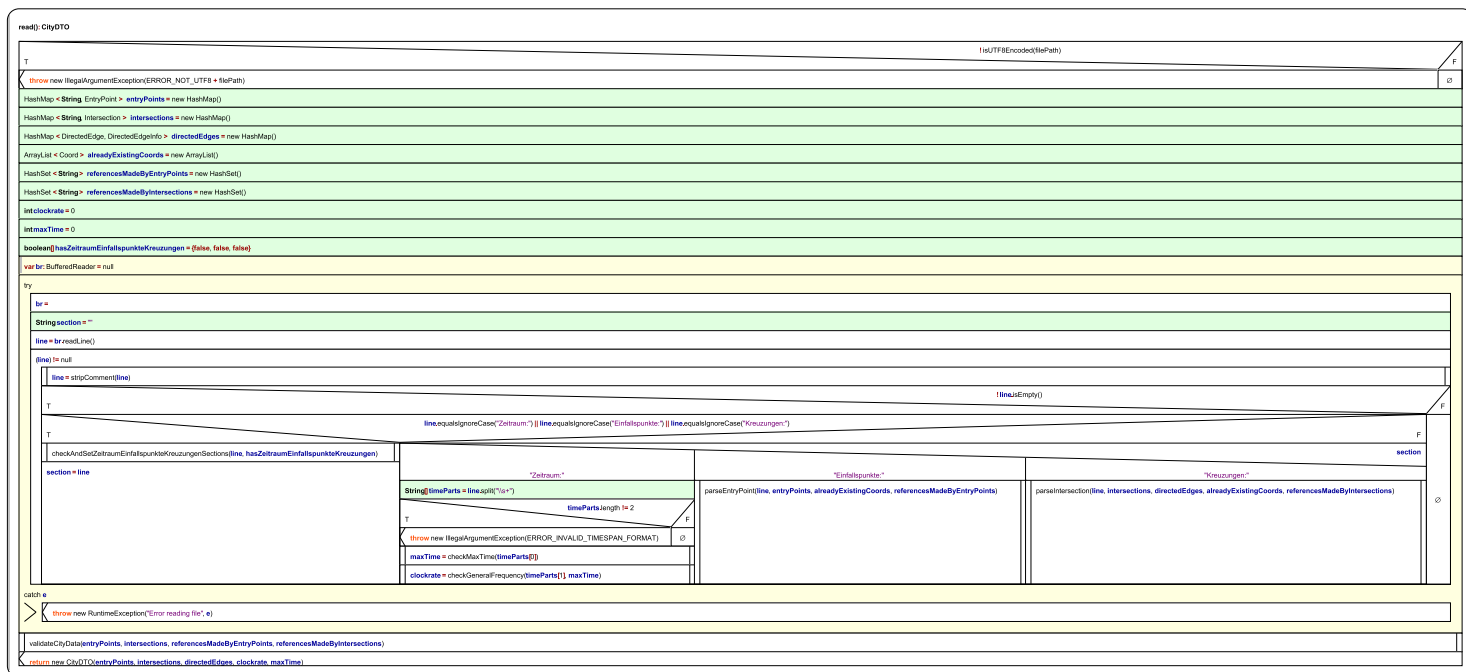 read(): CityDTO
!isUTF8Encoded(filePath)
T
F
throw new IllegalArgumentException(ERROR_NOT_UTF8 + filePath)
∅
HashMap < String, EntryPoint > entryPoints = new HashMap()
HashMap < String, Intersection > intersections = new HashMap()
HashMap < DirectedEdge, DirectedEdgeInfo > directedEdges = new HashMap()
ArrayList < Coord > alreadyExistingCoords = new ArrayList()
HashSet < String > referencesMadeByEntryPoints = new HashSet()
HashSet < String > referencesMadeByIntersections = new HashSet()
int clockrate = 0
int maxTime = 0
boolean[] hasZeitraumEinfallspunkteKreuzungen = {false, false, false}
var br: BufferedReader = null
try
br =
String section = ""
line = br.readLine()
(line) != null
line = stripComment(line)
!line.isEmpty()
T
F
line.equalsIgnoreCase("Zeitraum:") || line.equalsIgnoreCase("Einfallspunkte:") || line.equalsIgnoreCase("Kreuzungen:")
T
F
checkAndSetZeitraumEinfallspunkteKreuzungenSections(line, hasZeitraumEinfallspunkteKreuzungen)
section
section = line
"Zeitraum:"
"Einfallspunkte:"
"Kreuzungen:"
String[] timeParts = line.split("\\s+")
parseEntryPoint(line, entryPoints, alreadyExistingCoords, referencesMadeByEntryPoints)
parseIntersection(line, intersections, directedEdges, alreadyExistingCoords, referencesMadeByIntersections)
∅
timeParts.length != 2
T
F
throw new IllegalArgumentException(ERROR_INVALID_TIMESPAN_FORMAT)
∅
maxTime = checkMaxTime(timeParts[0])
clockrate = checkGeneralFrequency(timeParts[1], maxTime)
catch e
throw new RuntimeException("Error reading file", e)
validateCityData(entryPoints, intersections, referencesMadeByEntryPoints, referencesMadeByIntersections)
return new CityDTO(entryPoints, intersections, directedEdges, clockrate, maxTime)